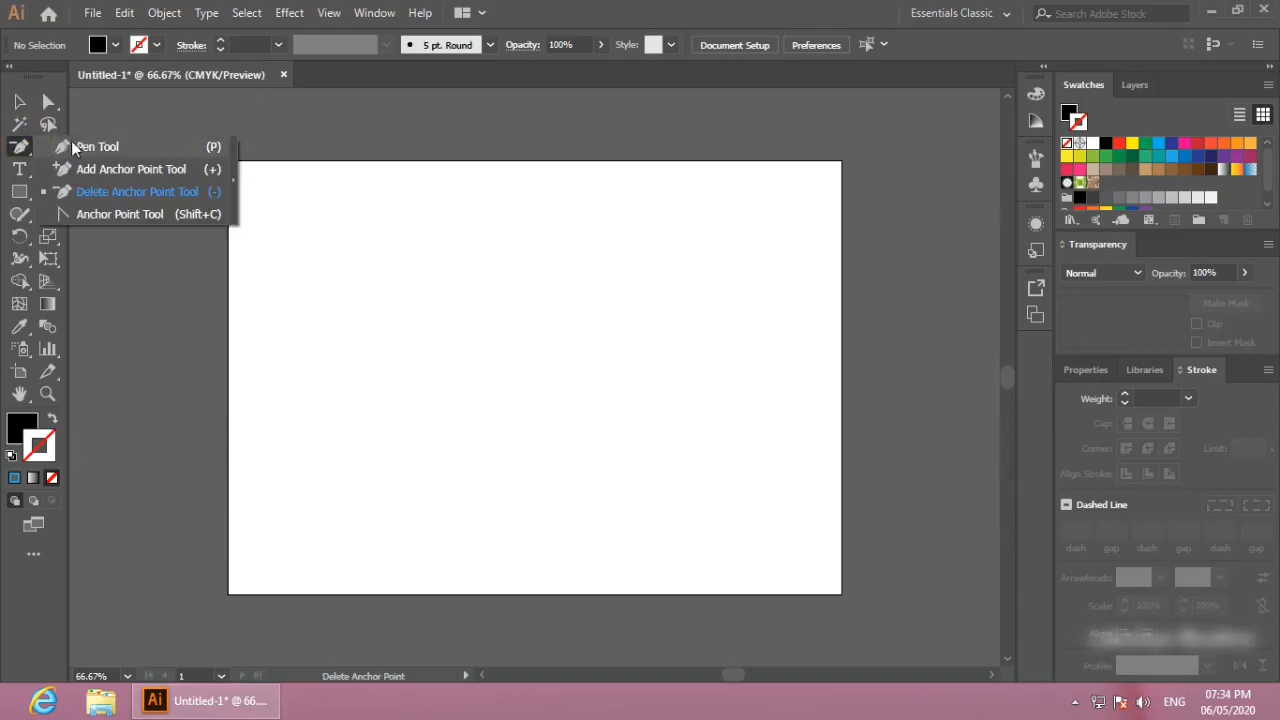 Ai File Edit Object Type Select Effect View Window Help Essentials Classic Search Adobe Stock
No Selection Stroke: 5 pt. Round Opacity: 100% Style: Document Setup Preferences
Untitled-1* @ 66.67% (CMYK/Preview)
Swatches Layers
Pen Tool (P)
Add Anchor Point Tool (+)
Delete Anchor Point Tool (-)
Anchor Point Tool (Shift+C)
Transparency
Normal Opacity: 100%
Make Mask
Clip
Invert Mask
Properties Libraries Stroke
Weight:
Cap:
Corner: Limit:
Align Stroke:
Dashed Line
dash gap dash gap dash gap
Arrowheads:
Scale: 100% 100%
Align:
Profile:
66.67% 1 Delete Anchor Point
Ai Untitled-1* @ 66.... ENG 07:34 PM
06/05/2020